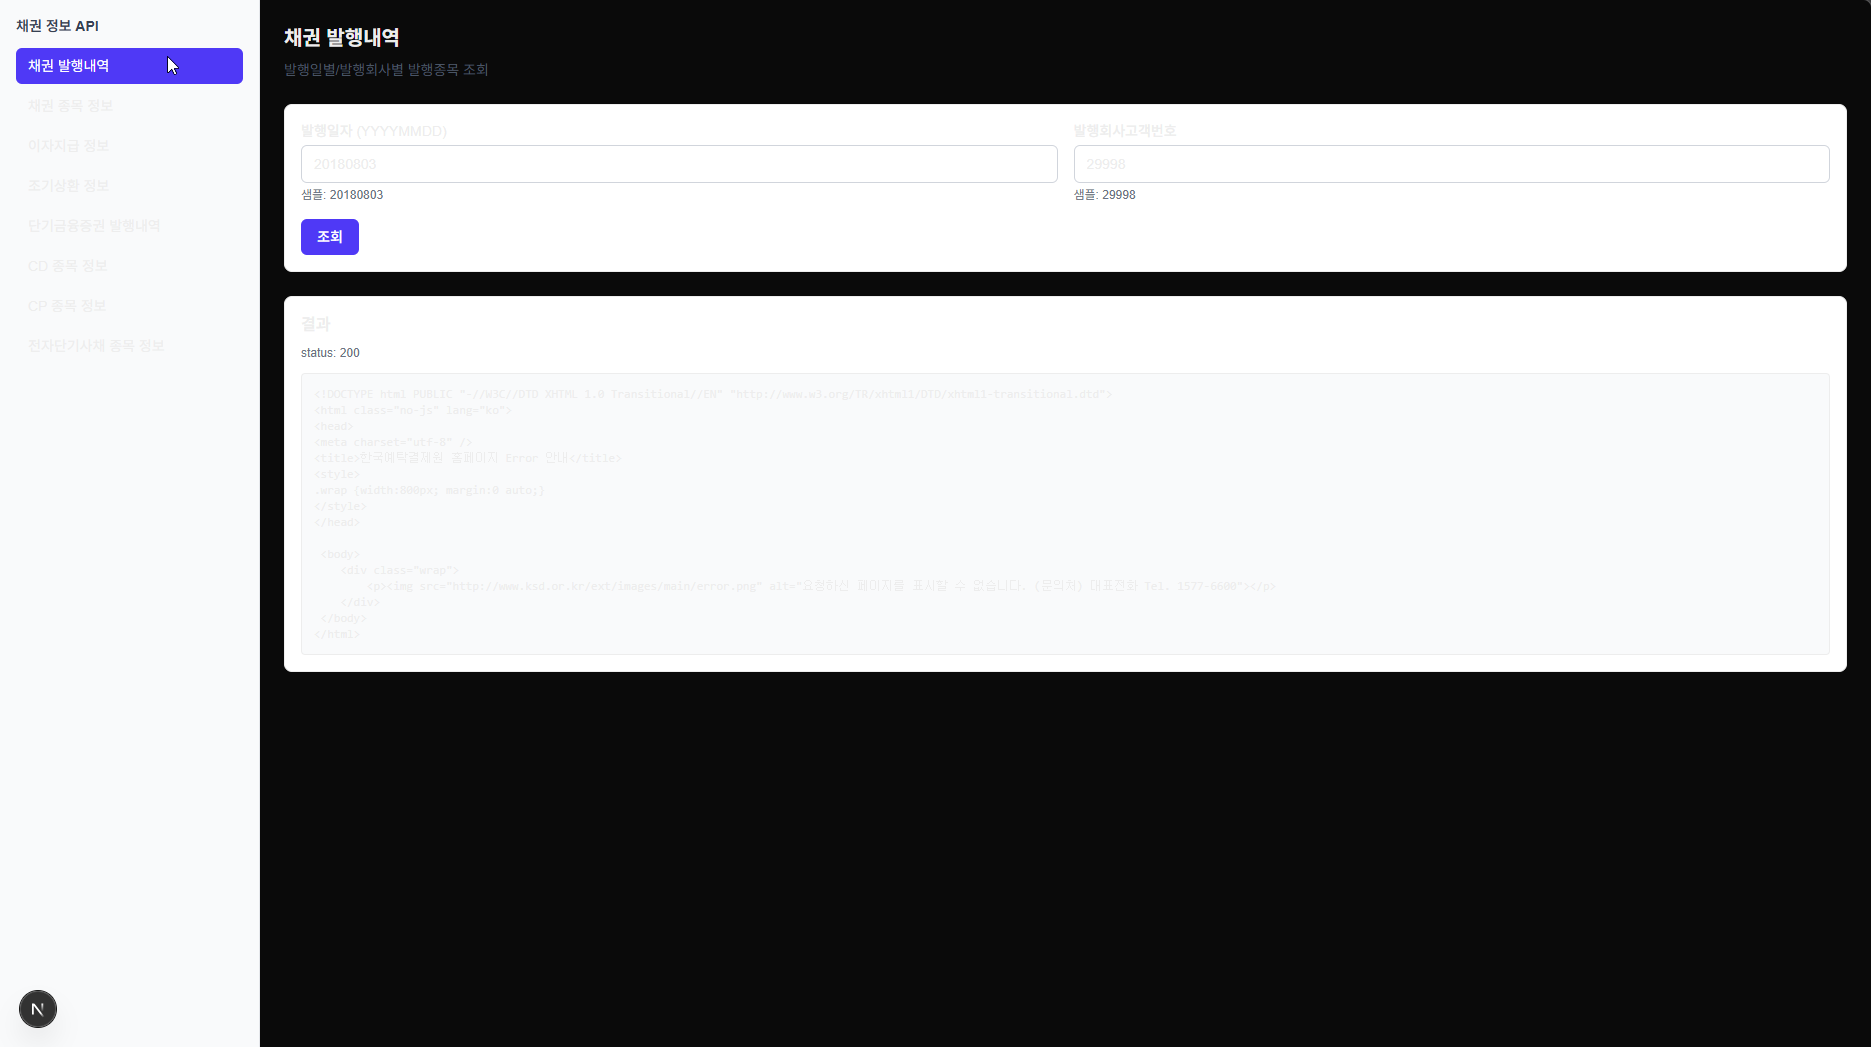 채권 정보 API
채권 발행내역
채권 종목 정보
이자지급 정보
조기상환 정보
단기금융증권 발행내역
CD 종목 정보
CP 종목 정보
전자단기사채 종목 정보
채권 발행내역
발행일별/발행회사별 발행종목 조회
발행일자 (YYYYMMDD)
20180803
샘플: 20180803
발행회사고객번호
29998
샘플: 29998
조회
결과
status: 200
<!DOCTYPE html PUBLIC "-//W3C//DTD XHTML 1.0 Transitional//EN" "http://www.w3.org/TR/xhtml1/DTD/xhtml1-transitional.dtd">
<html class="no-js" lang="ko">
<head>
<meta charset="utf-8" />
<title>한국예탁결제원 홈페이지 Error 안내</title>
<style>
.wrap {width:800px; margin:0 auto;}
</style>
</head>
<body>
<div class="wrap">
<p><img src="http://www.ksd.or.kr/ext/images/main/error.png" alt="요청하신 페이지를 표시할 수 없습니다. (문의처) 대표전화 Tel. 1577-6600"></p>
</div>
</body>
</html>
N